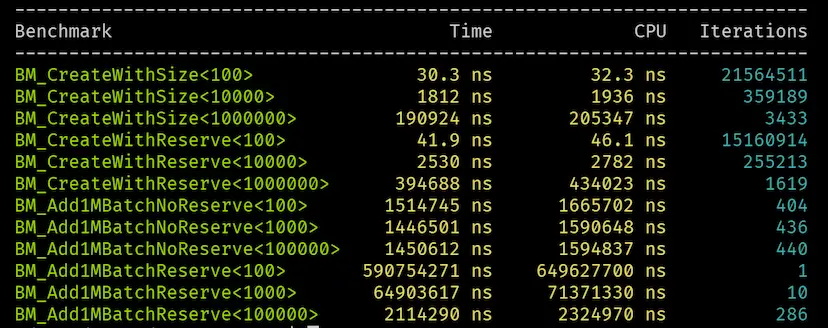 --------------------------------------------------------------------------
Benchmark Time CPU Iterations
--------------------------------------------------------------------------
BM_CreateWithSize<100> 30.3 ns 32.3 ns 21564511
BM_CreateWithSize<10000> 1812 ns 1936 ns 359189
BM_CreateWithSize<1000000> 190924 ns 205347 ns 3433
BM_CreateWithReserve<100> 41.9 ns 46.1 ns 15160914
BM_CreateWithReserve<10000> 2530 ns 2782 ns 255213
BM_CreateWithReserve<1000000> 394688 ns 434023 ns 1619
BM_Add1MBatchNoReserve<100> 1514745 ns 1665702 ns 404
BM_Add1MBatchNoReserve<1000> 1446501 ns 1590648 ns 436
BM_Add1MBatchNoReserve<100000> 1450612 ns 1594837 ns 440
BM_Add1MBatchReserve<100> 590754271 ns 649627700 ns 1
BM_Add1MBatchReserve<1000> 64903617 ns 71371330 ns 10
BM_Add1MBatchReserve<100000> 2114290 ns 2324970 ns 286